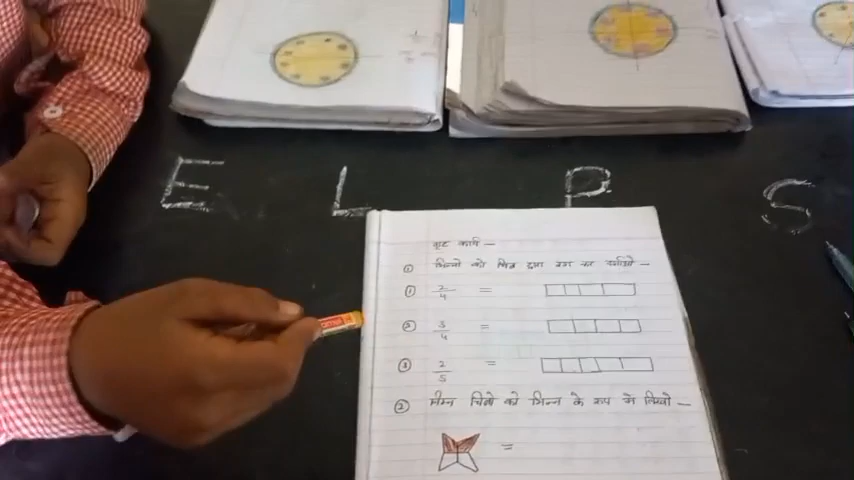 E L P S
गृह कार्य –
① भिन्नों को चित्र द्वारा रंग कर दर्शाओ –
① 2/4 =
② 3/4 =
③ 2/5 =
② निम्न चित्रों को भिन्न के रूप में लिखो –
=